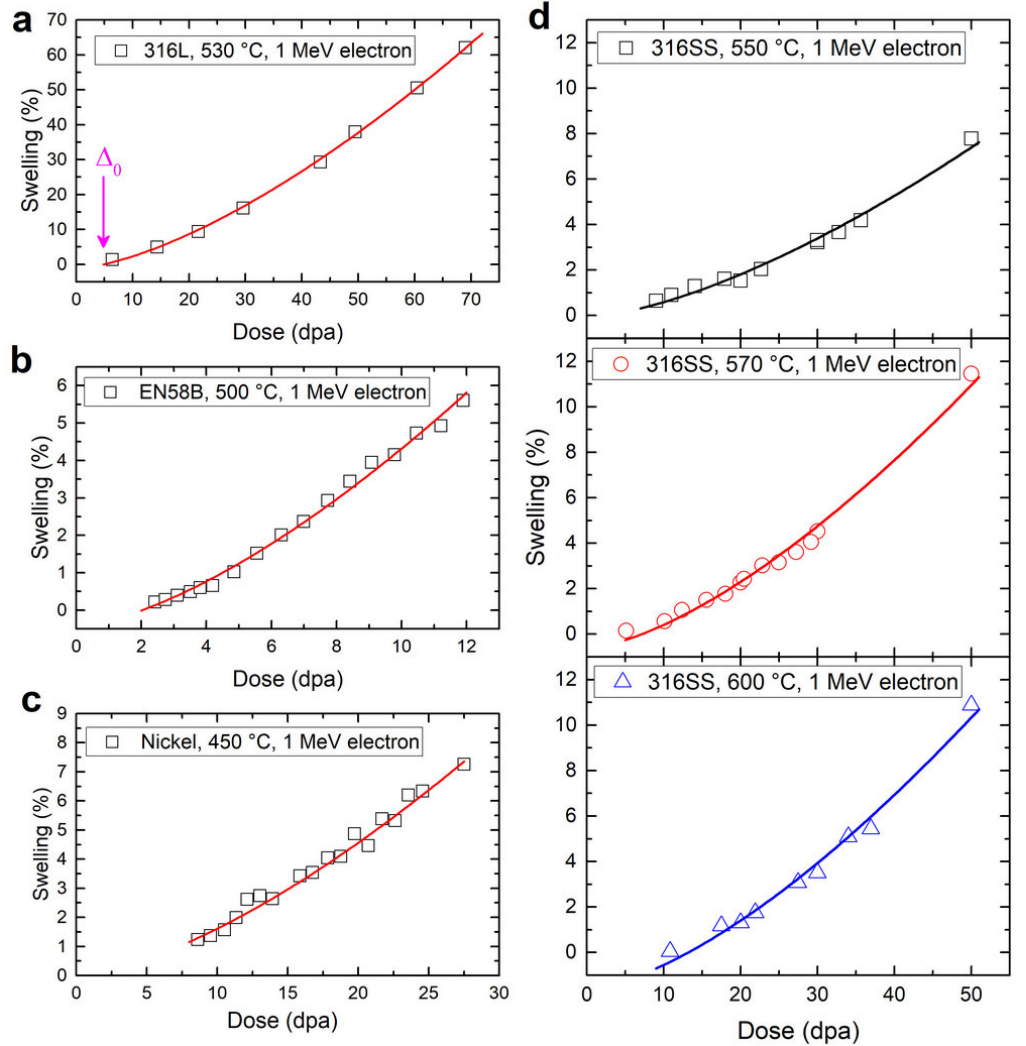 a
316L, 530 °C, 1 MeV electron
Δ0
Swelling (%)
70
60
50
40
30
20
10
0
0 10 20 30 40 50 60 70
Dose (dpa)
b
EN58B, 500 °C, 1 MeV electron
Swelling (%)
6
5
4
3
2
1
0
0 2 4 6 8 10 12
Dose (dpa)
c
Nickel, 450 °C, 1 MeV electron
Swelling (%)
9
8
7
6
5
4
3
2
1
0
0 5 10 15 20 25 30
Dose (dpa)
d
316SS, 550 °C, 1 MeV electron
12
10
8
6
4
2
0
316SS, 570 °C, 1 MeV electron
Swelling (%)
12
10
8
6
4
2
0
316SS, 600 °C, 1 MeV electron
12
10
8
6
4
2
0
0 10 20 30 40 50
Dose (dpa)